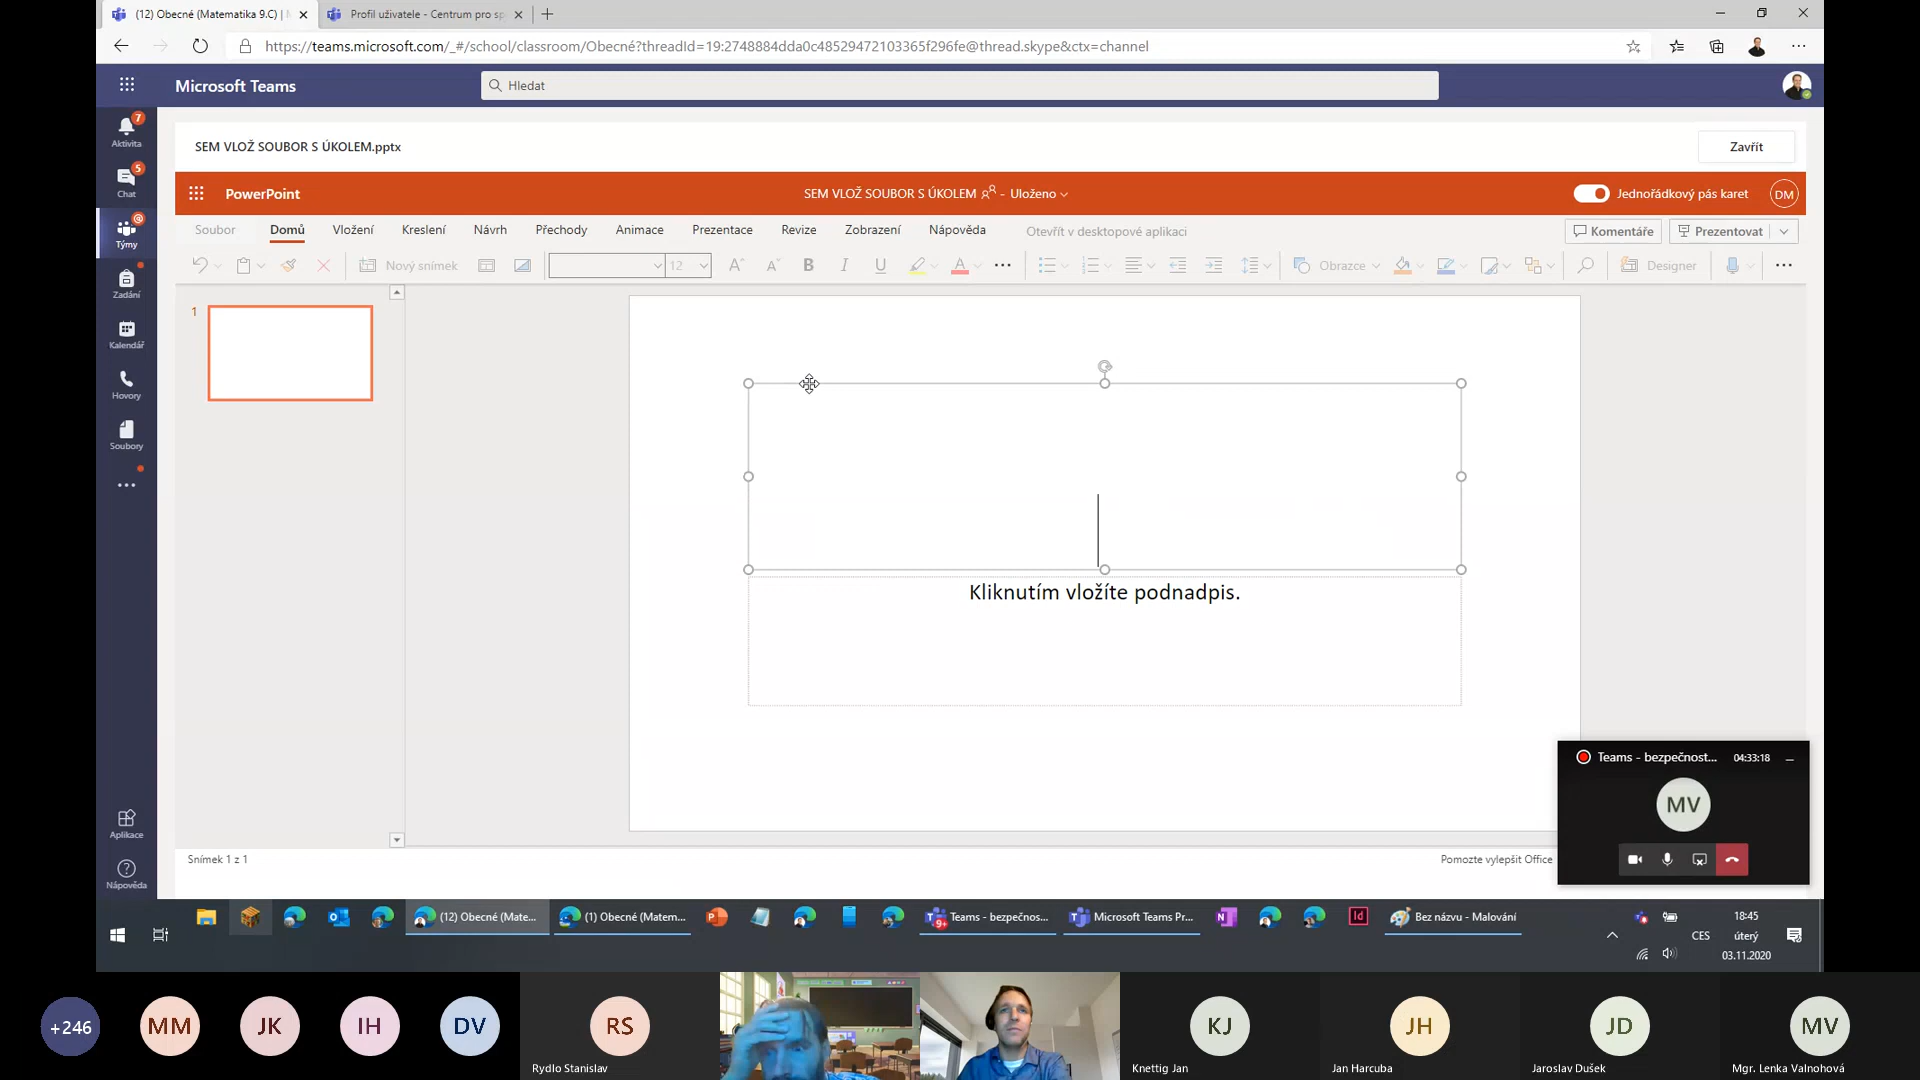 (12) Obecné (Matematika 9.C) |
Profil uživatele - Centrum pro sp
https://teams.microsoft.com/_#/school/classroom/Obecné?threadId=19:2748884dda0c48529472103365f296fe@thread.skype&ctx=channel
Microsoft Teams
Hledat
7
Aktivita
5
Chat
Týmy
Zadání
Kalendář
Hovory
Soubory
Aplikace
Nápověda
SEM VLOŽ SOUBOR S ÚKOLEM.pptx
Zavřít
PowerPoint
SEM VLOŽ SOUBOR S ÚKOLEM - Uloženo
Jednořádkový pás karet
DM
Soubor Domů Vložení Kreslení Návrh Přechody Animace Prezentace Revize Zobrazení Nápověda Otevřít v desktopové aplikaci
Komentáře
Prezentovat
Nový snímek 12 A A B I U A Obrazce Designer
1
Kliknutím vložíte podnadpis.
Snímek 1 z 1
Pomozte vylepšit Office
Teams - bezpečnost... 04:33:18
MV
(12) Obecné (Mate...
(1) Obecné (Matem...
9+
Teams - bezpečnos...
Microsoft Teams Pr...
Id
Bez názvu - Malování
CES
18:45
úterý
03.11.2020
+246
MM
JK
IH
DV
RS
Rydlo Stanislav
KJ
Knettig Jan
JH
Jan Harcuba
JD
Jaroslav Dušek
MV
Mgr. Lenka Valnohová